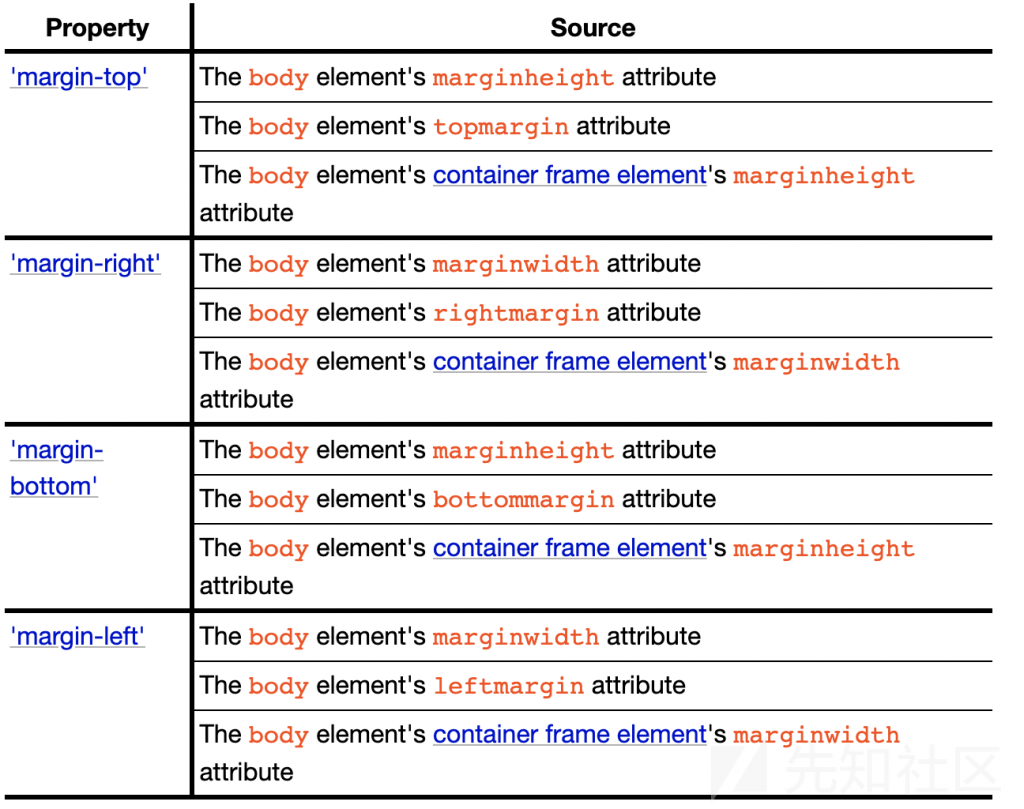 Property Source
'margin-top' The body element's marginheight attribute
The body element's topmargin attribute
The body element's container frame element's marginheight
attribute
'margin-right' The body element's marginwidth attribute
The body element's rightmargin attribute
The body element's container frame element's marginwidth
attribute
'margin- The body element's marginheight attribute
bottom' The body element's bottommargin attribute
The body element's container frame element's marginheight
attribute
'margin-left' The body element's marginwidth attribute
The body element's leftmargin attribute
The body element's container frame element's marginwidth
attribute
先知社区